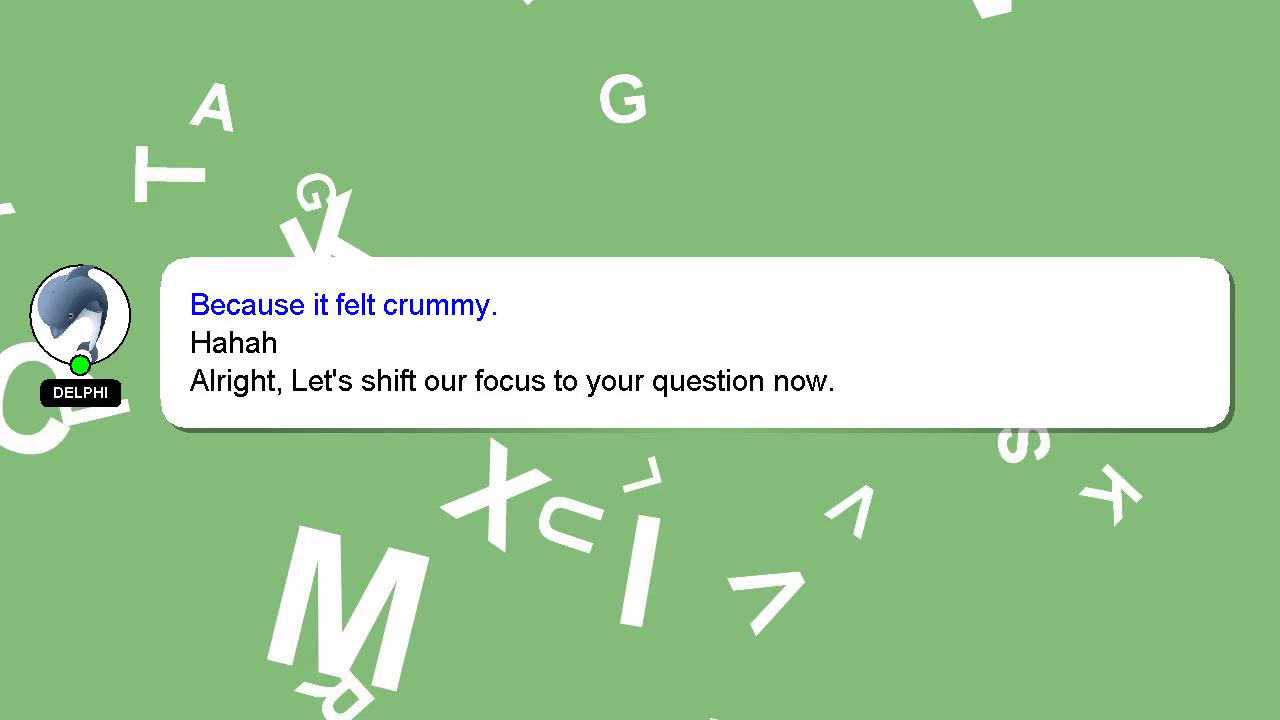 A
G
T
G
K
Because it felt crummy.
Hahah
Alright, Let's shift our focus to your question now.
DELPHI
C
L
S
X
L
K
U
V
I
V
M
R